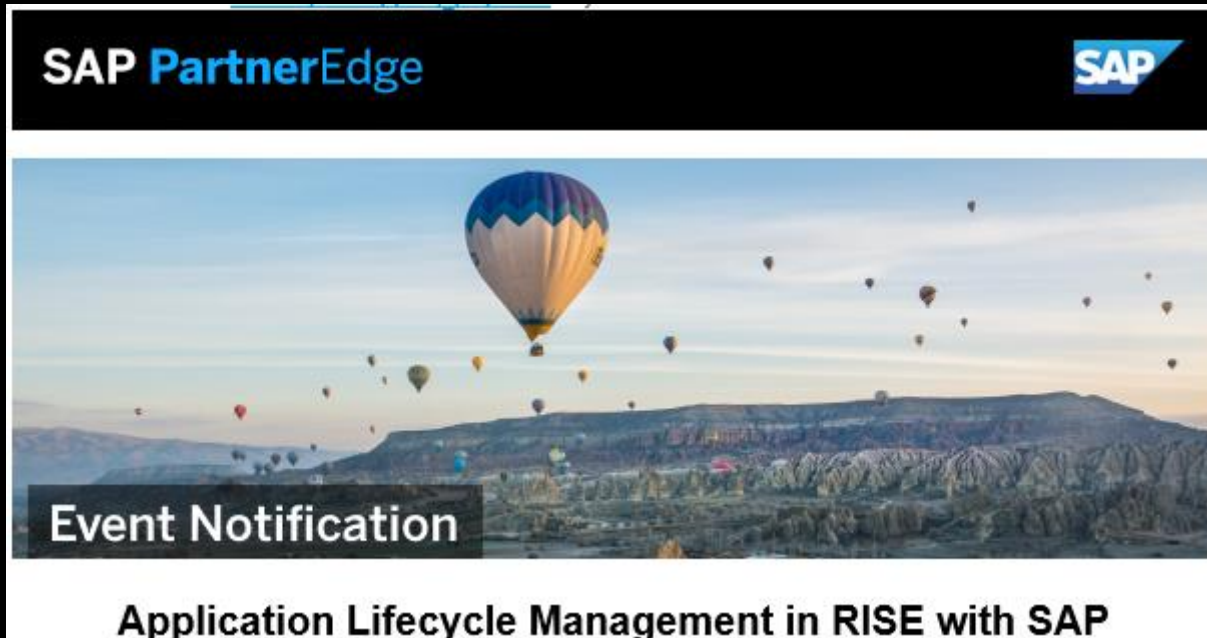 SAP PartnerEdge
SAP
Event Notification
Application Lifecycle Management in RISE with SAP